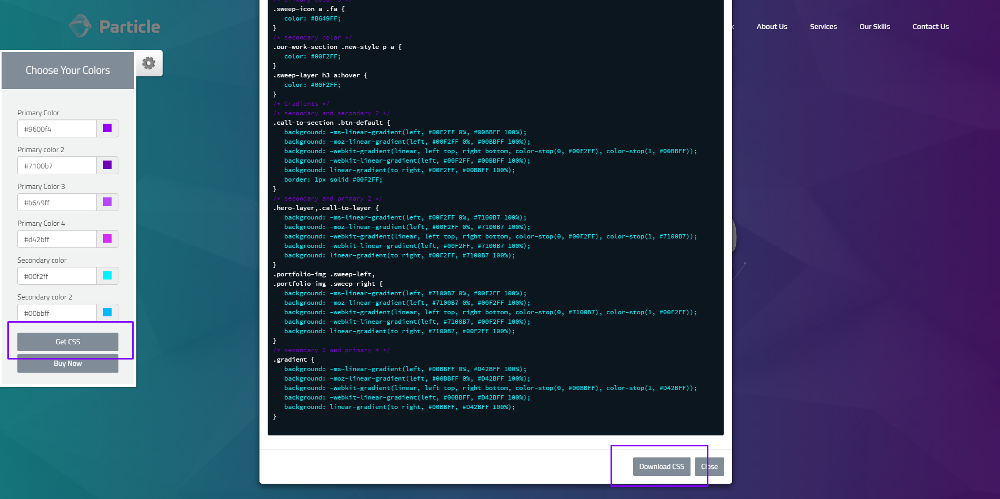 Particle
About Us
Services
Our Skills
Contact Us
Choose Your Colors
Primary Color
#9600f4
Primary color 2
#7100b7
Primary Color 3
#b649ff
Primary Color 4
#d42bff
Secondary color
#00f2ff
Secondary color 2
#00bbff
Get CSS
Buy Now
.sweep-icon a .fa {
color: #B649FF;
}
/* secondary color */
.our-work-section .new-style p a {
color: #00F2FF;
}
.sweep-layer h3 a:hover {
color: #00F2FF;
}
/* Gradients */
/* secondary and secondary 2 */
.call-to-section .btn-default {
background: -ms-linear-gradient(left, #00F2FF 0%, #00BBFF 100%);
background: -moz-linear-gradient(left, #00F2FF 0%, #00BBFF 100%);
background: -webkit-gradient(linear, left top, right bottom, color-stop(0, #00F2FF), color-stop(1, #00BBFF));
background: -webkit-linear-gradient(left, #00F2FF, #00BBFF 100%);
background: linear-gradient(to right, #00F2FF, #00BBFF 100%);
border: 1px solid #00F2FF;
}
/* secondary and primary 2 */
.hero-layer,.call-to-layer {
background: -ms-linear-gradient(left, #00F2FF 0%, #7100B7 100%);
background: -moz-linear-gradient(left, #00F2FF 0%, #7100B7 100%);
background: -webkit-gradient(linear, left top, right bottom, color-stop(0, #00F2FF), color-stop(1, #7100B7));
background: -webkit-linear-gradient(left, #00F2FF, #7100B7 100%);
background: linear-gradient(to right, #00F2FF, #7100B7 100%);
}
.portfolio-img .sweep-left,
.portfolio-img .sweep-right {
background: -ms-linear-gradient(left, #7100B7 0%, #00F2FF 100%);
background: -moz-linear-gradient(left, #7100B7 0%, #00F2FF 100%);
background: -webkit-gradient(linear, left top, right bottom, color-stop(0, #7100B7), color-stop(1, #00F2FF));
background: -webkit-linear-gradient(left, #7100B7, #00F2FF 100%);
background: linear-gradient(to right, #7100B7, #00F2FF 100%);
}
/* secondary 2 and primary 4 */
.gradient {
background: -ms-linear-gradient(left, #00BBFF 0%, #D42BFF 100%);
background: -moz-linear-gradient(left, #00BBFF 0%, #D42BFF 100%);
background: -webkit-gradient(linear, left top, right bottom, color-stop(0, #00BBFF), color-stop(1, #D42BFF));
background: -webkit-linear-gradient(left, #00BBFF, #D42BFF 100%);
background: linear-gradient(to right, #00BBFF, #D42BFF 100%);
}
Download CSS
Close